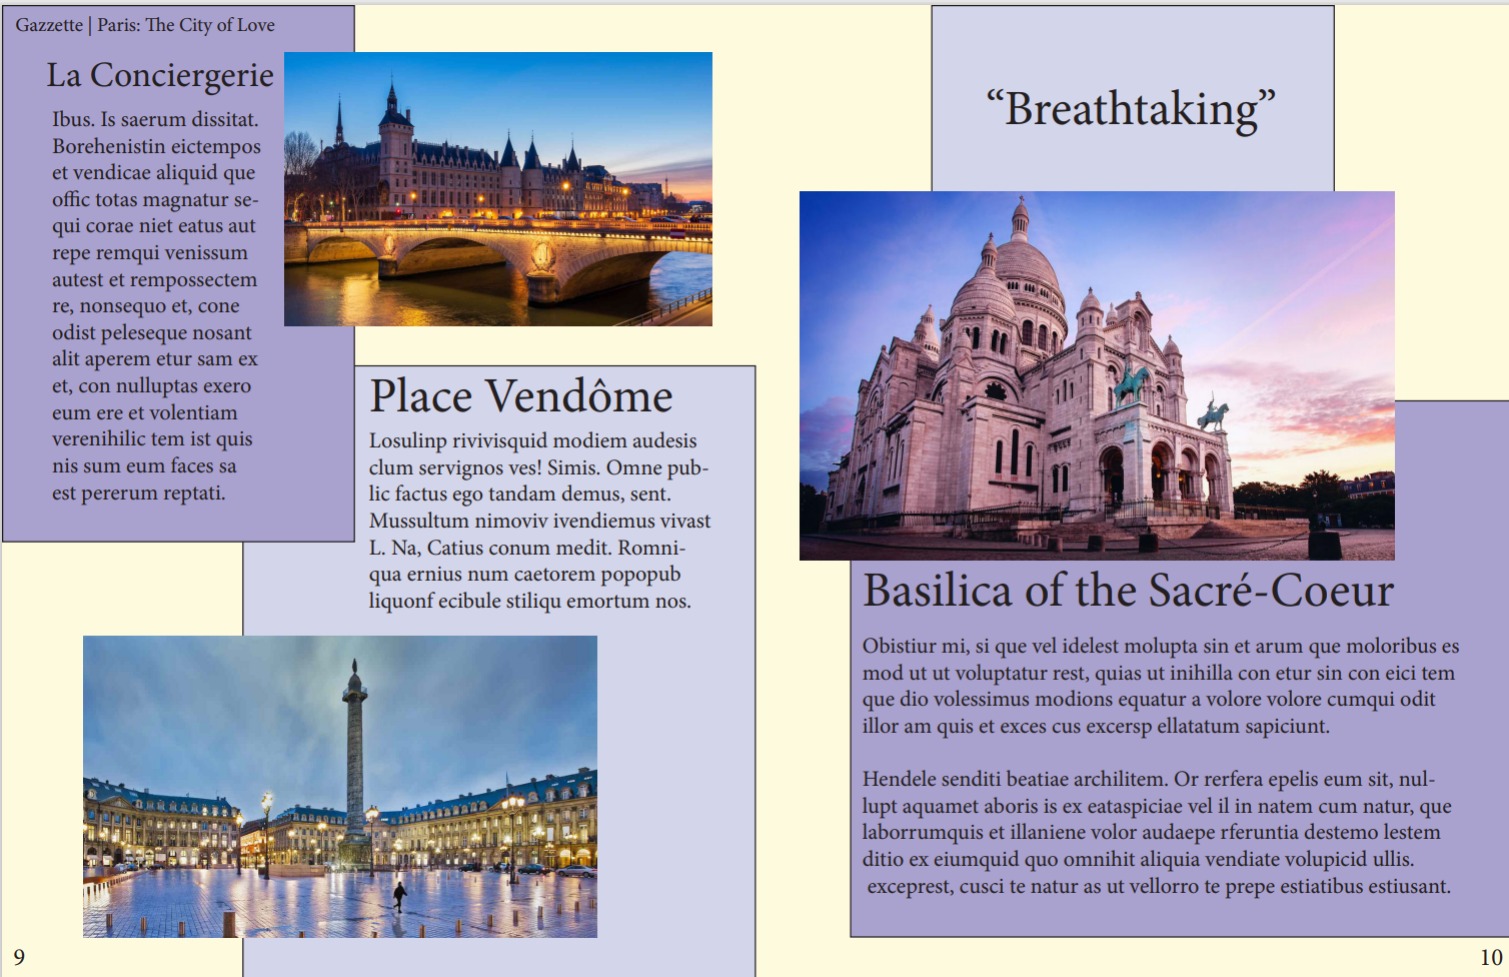 Gazzette | Paris: The City of Love
La Conciergerie
Ibus. Is saerum dissitat.
Borehenistin eictempos
et vendicae aliquid que
offic totas magnatur se-
qui corae niet eatus aut
repe remqui venissum
autest et rempossectem
re, nonsequo et, cone
odist peleseque nosant
alit aperem etur sam ex
et, con nulluptas exero
eum ere et volentiam
verenihilic tem ist quis
nis sum eum faces sa
est pererum reptati.
Place Vendôme
Losulinp rivivisquid modiem audesis
clum servignos ves! Simis. Omne pub-
lic factus ego tandam demus, sent.
Mussultum nimoviv ivendiemus vivast
L. Na, Catius conum medit. Romni-
qua ernius num caetorem popopub
liquonf ecibule stiliqu emortum nos.
9
“Breathtaking”
Basilica of the Sacré-Coeur
Obistiur mi, si que vel idelest molupta sin et arum que moloribus es
mod ut ut voluptatur rest, quias ut inihilla con etur sin con eici tem
que dio volessimus modions equatur a volore volore cumqui odit
illor am quis et exces cus excersp ellatatum sapiciunt.
Hendele senditi beatiae architem. Or rerfera epelis eum sit, nul-
lupt aquamet aboris is ex eataspiciae vel il in natem cum natur, que
laborrumquis et illaniene volor audaepe rferuntia destemo lestem
ditio ex eiumquid quo omnihit aliquia vendiate volupicid ullis.
exceprest, cusci te natur as ut vellorro te prepe estiatibus estiusant.
10